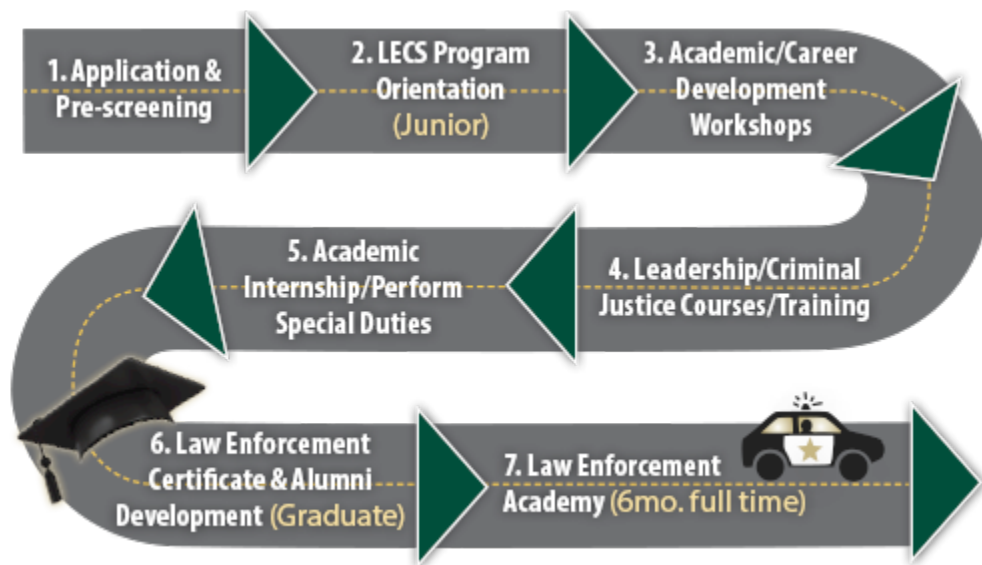 1. Application &
Pre-screening
2. LECS Program
Orientation
(Junior)
3. Academic/Career
Development
Workshops
4. Leadership/Criminal
Justice Courses/Training
5. Academic
Internship/Perform
Special Duties
6. Law Enforcement
Certificate & Alumni
Development (Graduate)
7. Law Enforcement
Academy (6mo. full time)